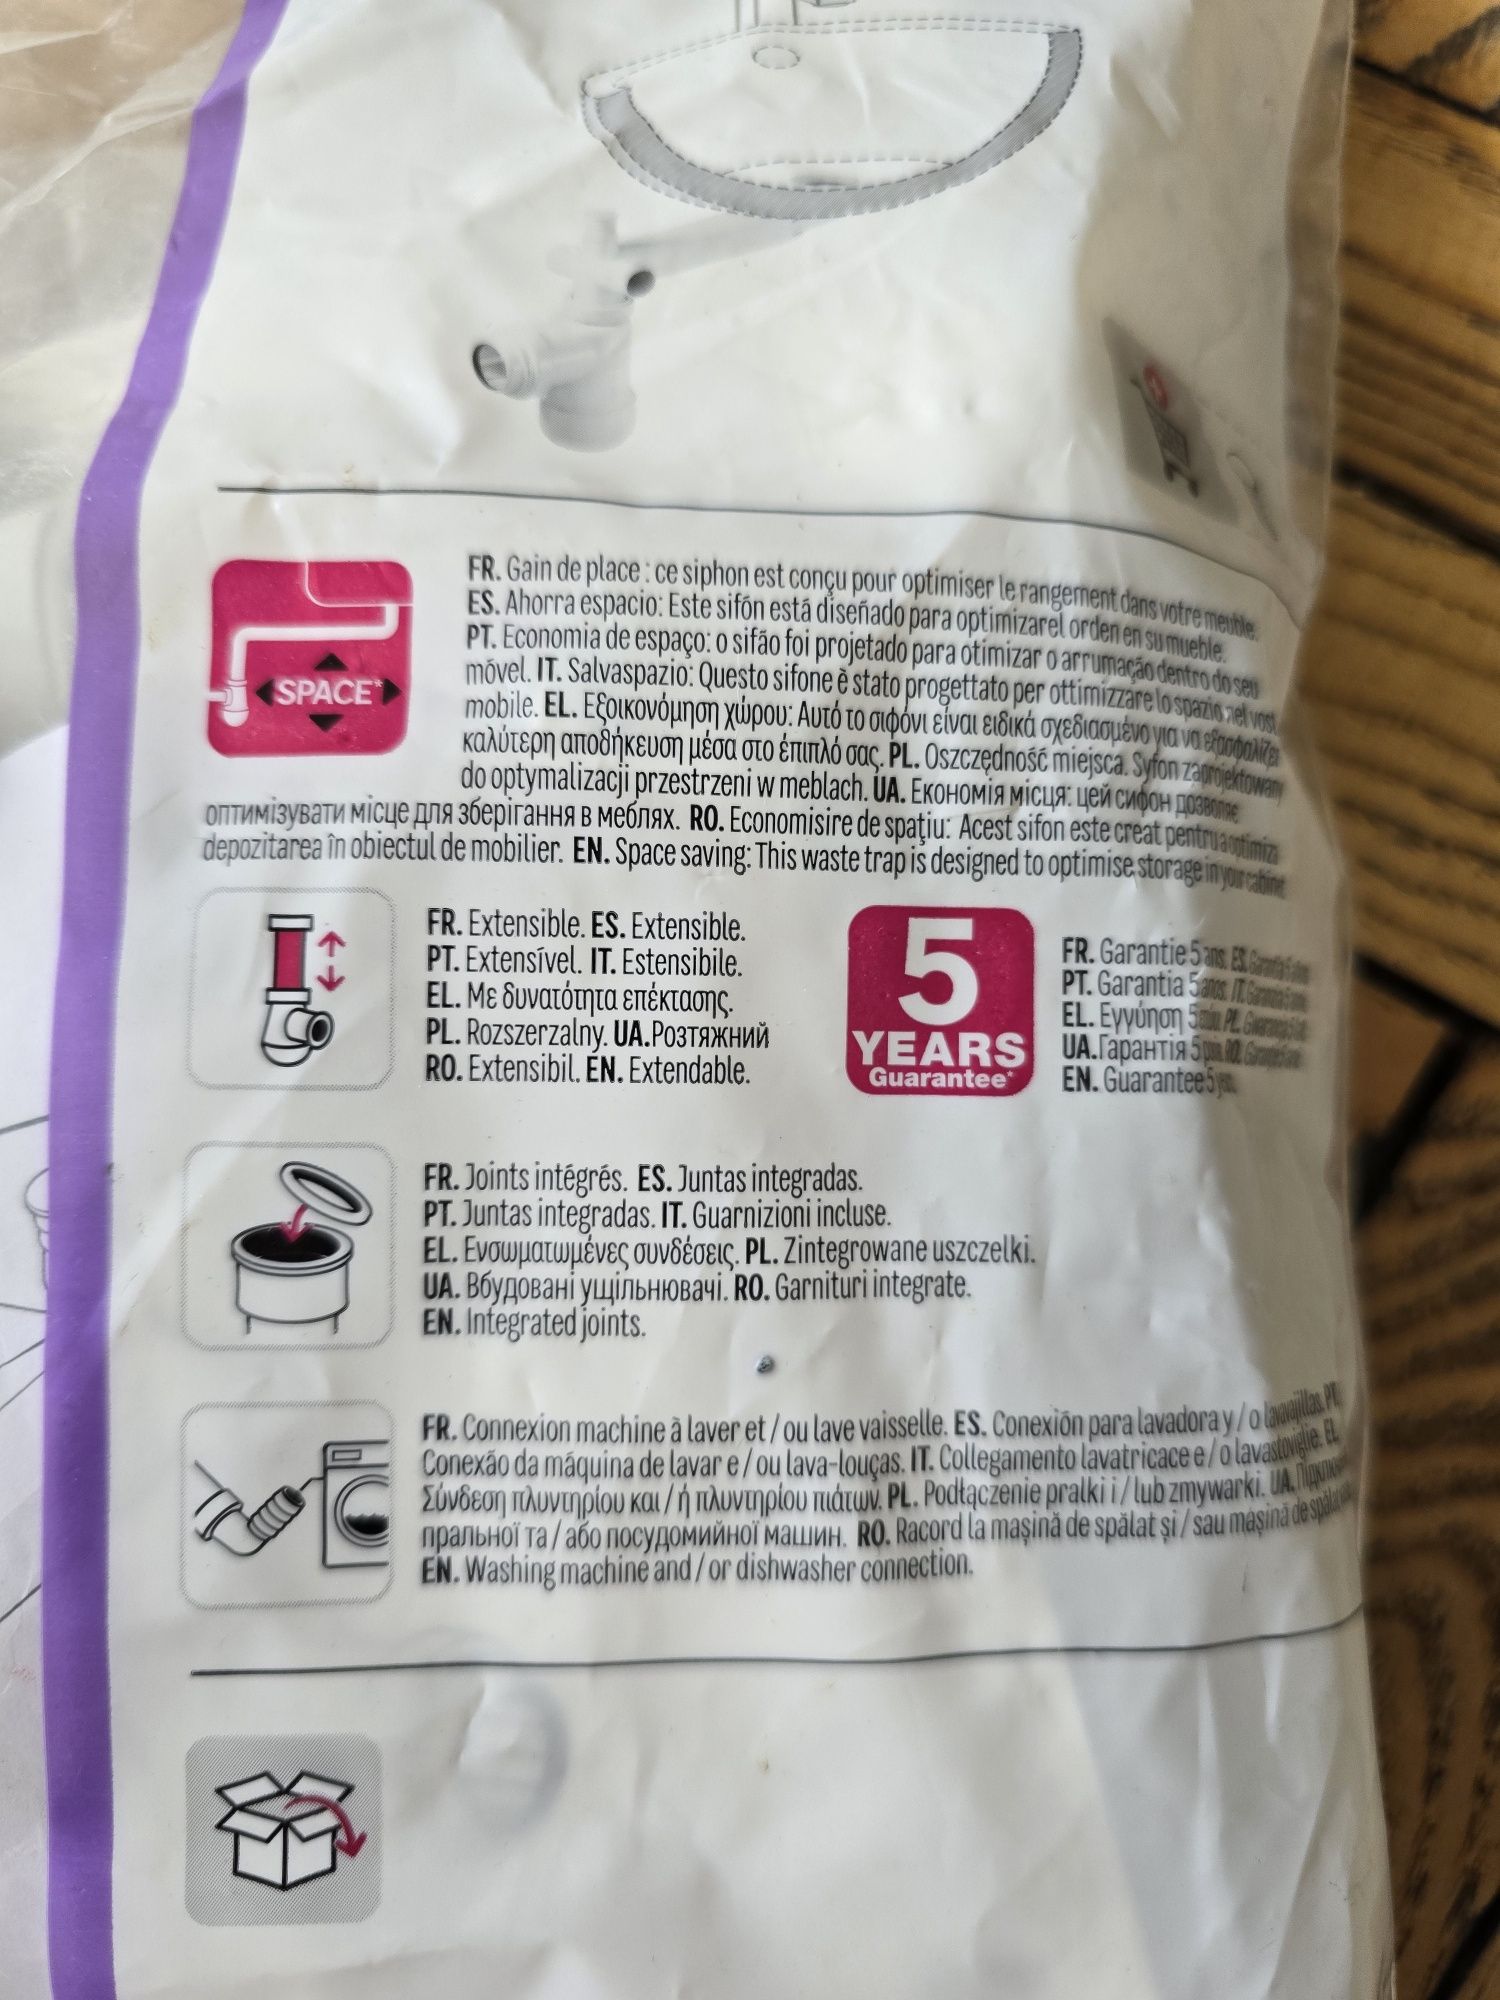 SPACE*
FR. Gain de place : ce siphon est conçu pour optimiser le rangement dans votre meuble.
ES. Ahorra espacio: Este sifón está diseñado para optimizarel orden en su mueble.
PT. Economia de espaço: o sifão foi projetado para otimizar o arrumação dentro do seu
móvel. IT. Salvaspazio: Questo sifone è stato progettato per ottimizzare lo spazio nel
mobile. EL. Εξοικονόμηση χώρου: Αυτό το σιφόνι είναι ειδικά σχεδιασμένο για να εξασφαλίζει
καλύτερη αποθήκευση μέσα στο έπιπλό σας. PL. Oszczędność miejsca. Syfon zaprojektowany
do optymalizacji przestrzeni w meblach. UA. Економія місця: цей сифон дозволяє
оптимізувати місце для зберігання в меблях. RO. Economisire de spațiu: Acest sifon este creat pentru a optimiza
depozitarea în obiectul de mobilier. EN. Space saving: This waste trap is designed to optimise storage in your cabinet
FR. Extensible. ES. Extensible.
PT. Extensível. IT. Estensibile.
EL. Με δυνατότητα επέκτασης.
PL. Rozszerzalny. UA.Розтяжний
RO. Extensibil. EN. Extendable.
5
YEARS
Guarantee*
FR. Garantie 5 ans. ES.
PT. Garantia 5 anos. IT.
EL. Εγγύηση 5 PL.
UA.Гарантія 5 RO.
EN. Guarantee 5
FR. Joints intégrés. ES. Juntas integradas.
PT. Juntas integradas. IT. Guarnizioni incluse.
EL. Ενσωματωμένες συνδέσεις. PL. Zintegrowane uszczelki.
UA. Вбудовані ущільнювачі. RO. Garnituri integrate.
EN. Integrated joints.
FR. Connexion machine à laver et / ou lave vaisselle. ES. Conexión para lavadora y / o lavavajillas. PT.
Conexão da máquina de lavar e / ou lava-louças. IT. Collegamento lavatricace e / o lavastoviglie. EL.
Σύνδεση πλυντηρίου και / ή πλυντηρίου πιάτων. PL. Podłączenie pralki i / lub zmywarki. UA.
пральної та / або посудомийної машин. RO. Racord la mașină de spălat și / sau mașină de
EN. Washing machine and / or dishwasher connection.